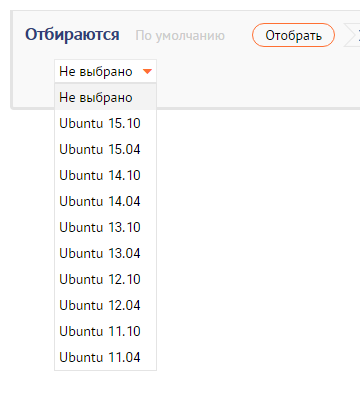 Отбираются По умолчанию Отобрать
Не выбрано
Не выбрано
Ubuntu 15.10
Ubuntu 15.04
Ubuntu 14.10
Ubuntu 14.04
Ubuntu 13.10
Ubuntu 13.04
Ubuntu 12.10
Ubuntu 12.04
Ubuntu 11.10
Ubuntu 11.04